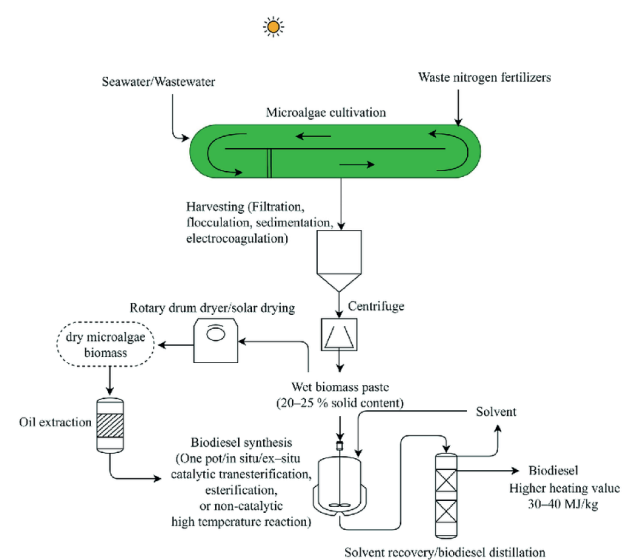 Seawater/Wastewater
Waste nitrogen fertilizers
Microalgae cultivation
Harvesting (Filtration,
flocculation, sedimentation,
electrocoagulation)
Centrifuge
Rotary drum dryer/solar drying
dry microalgae
biomass
Wet biomass paste
(20–25 % solid content)
Oil extraction
Solvent
Biodiesel synthesis
(One pot/in situ/ex–situ
catalytic tranesterification,
esterification,
or non-catalytic
high temperature reaction)
Biodiesel
Higher heating value
30–40 MJ/kg
Solvent recovery/biodiesel distillation